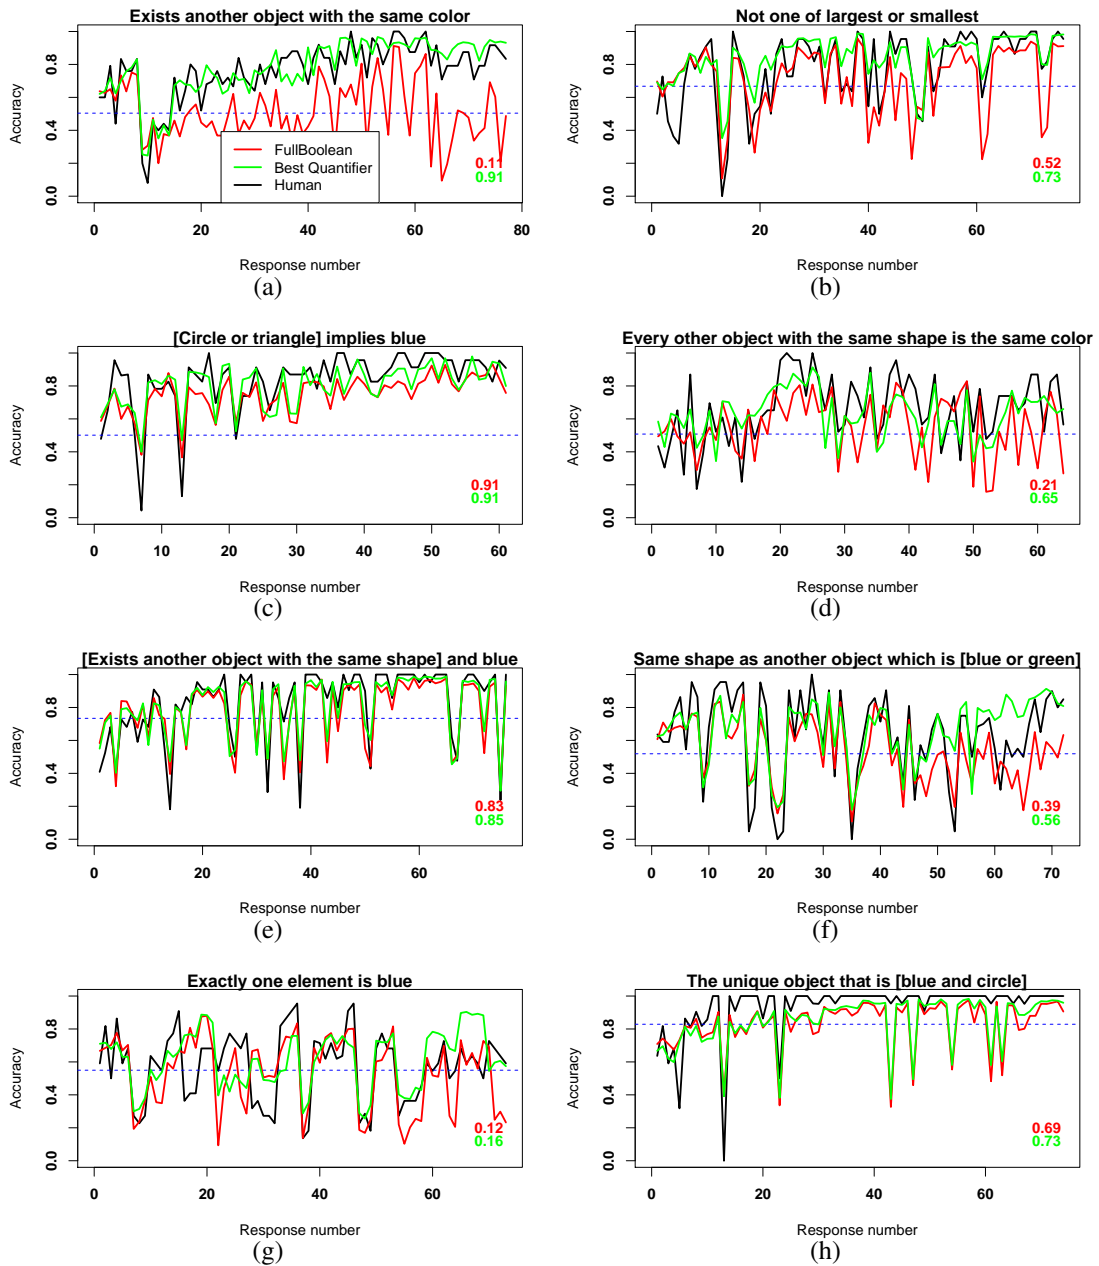 Exists another object with the same color
Accuracy
0.0 0.4 0.8
FullBoolean
Best Quantifier
Human
0.11
0.91
0 20 40 60 80
Response number
(a)
Not one of largest or smallest
Accuracy
0.0 0.4 0.8
0.52
0.73
0 20 40 60
Response number
(b)
[Circle or triangle] implies blue
Accuracy
0.0 0.4 0.8
0.91
0.91
0 10 20 30 40 50 60
Response number
(c)
Every other object with the same shape is the same color
Accuracy
0.0 0.4 0.8
0.21
0.65
0 10 20 30 40 50 60
Response number
(d)
[Exists another object with the same shape] and blue
Accuracy
0.0 0.4 0.8
0.83
0.85
0 20 40 60
Response number
(e)
Same shape as another object which is [blue or green]
Accuracy
0.0 0.4 0.8
0.39
0.56
0 10 20 30 40 50 60 70
Response number
(f)
Exactly one element is blue
Accuracy
0.0 0.4 0.8
0.12
0.16
0 20 40 60
Response number
(g)
The unique object that is [blue and circle]
Accuracy
0.0 0.4 0.8
0.69
0.73
0 20 40 60
Response number
(h)